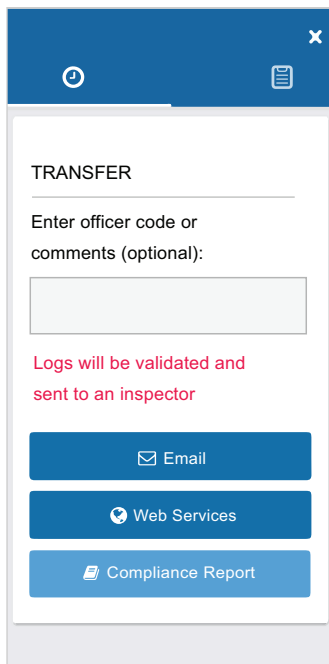 TRANSFER
Enter officer code or
comments (optional):
Logs will be validated and
sent to an inspector
Email
Web Services
Compliance Report